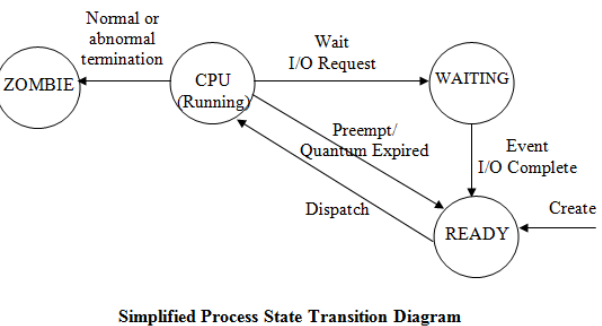 Normal or
abnormal
termination
Wait
I/O Request
ZOMBIE
CPU
(Running)
WAITING
Preempt/
Quantum Expired
Event
I/O Complete
Dispatch
Create
READY
Simplified Process State Transition Diagram